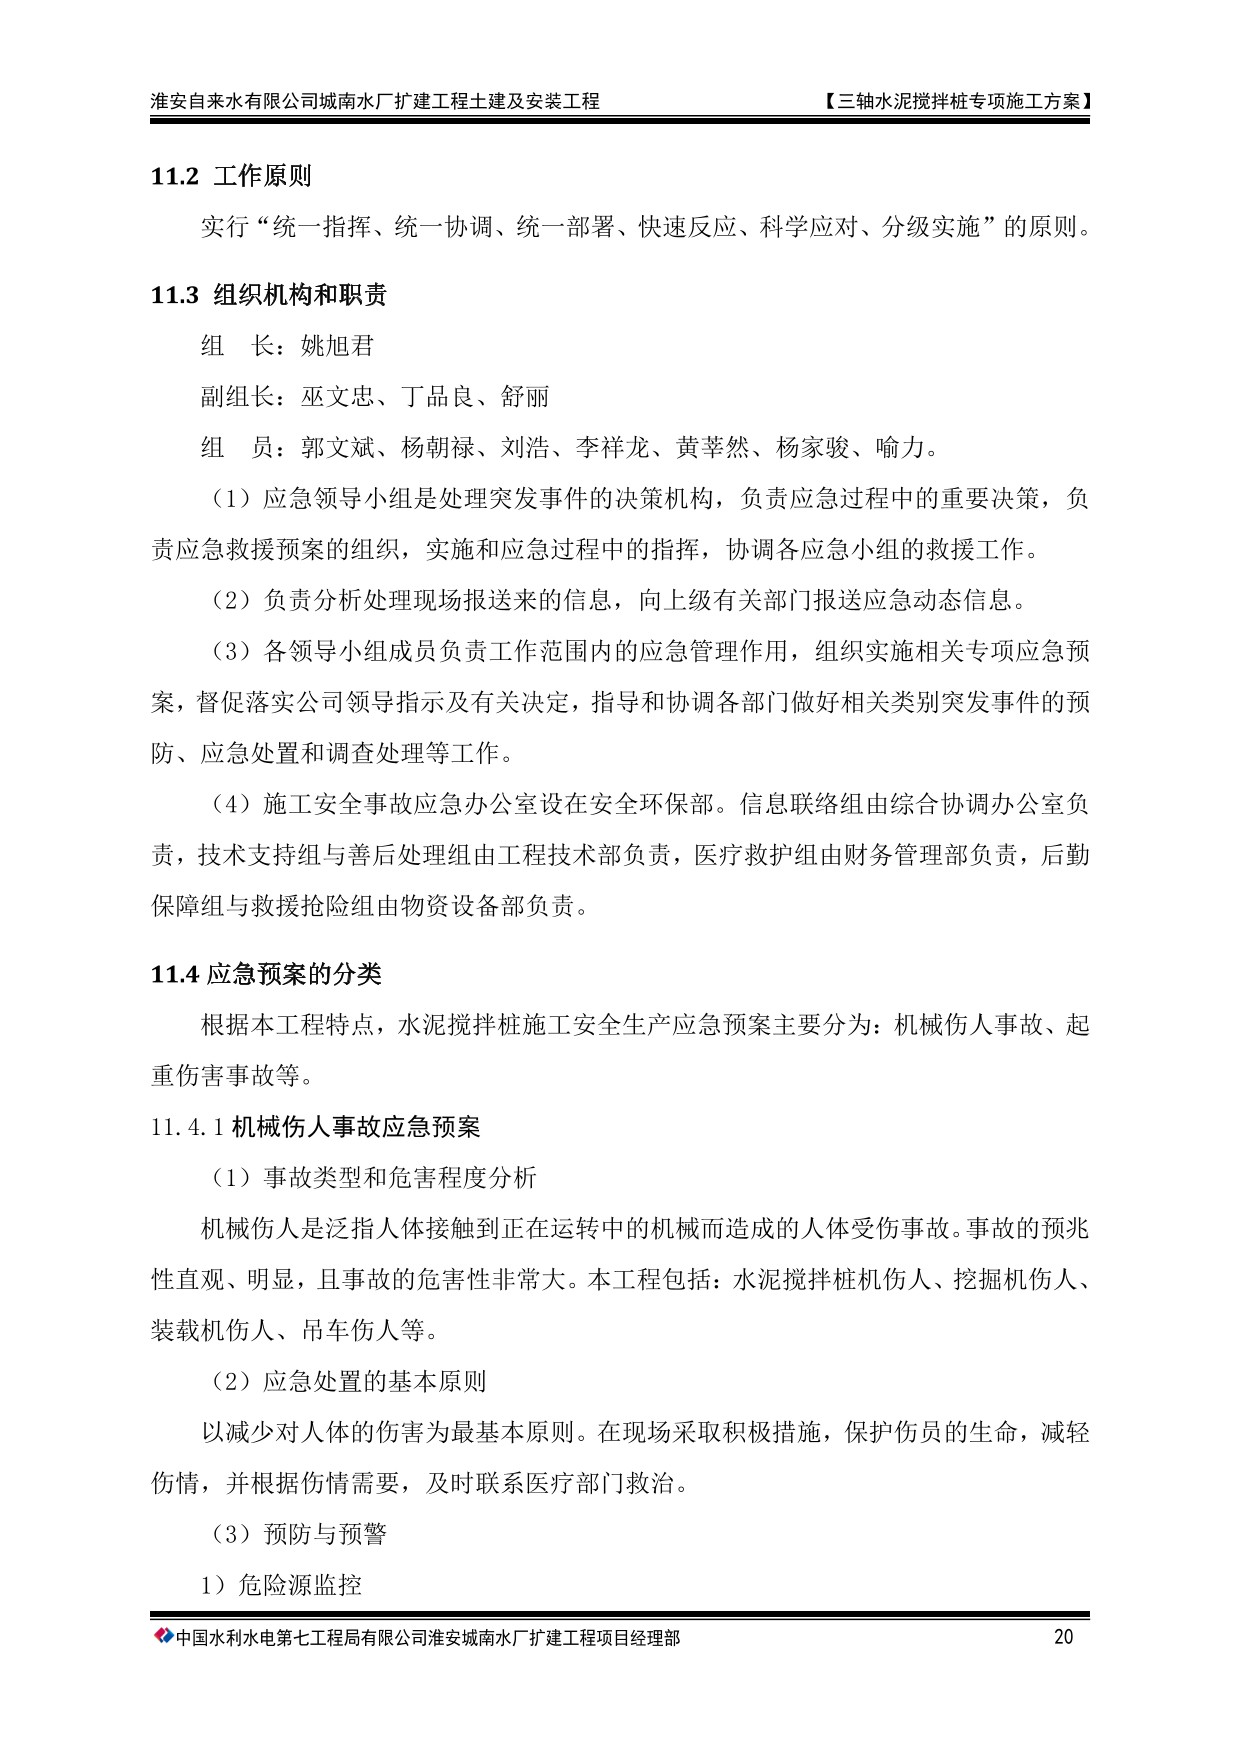 淮安自来水有限公司城南水厂扩建工程土建及安装工程 【三轴水泥搅拌桩专项施工方案】
11.2 工作原则
实行“统一指挥、统一协调、统一部署、快速反应、科学应对、分级实施”的原则。
11.3 组织机构和职责
组　长：姚旭君
副组长：巫文忠、丁品良、舒丽
组　员：郭文斌、杨朝禄、刘浩、李祥龙、黄莘然、杨家骏、喻力。
（1）应急领导小组是处理突发事件的决策机构，负责应急过程中的重要决策，负
责应急救援预案的组织，实施和应急过程中的指挥，协调各应急小组的救援工作。
（2）负责分析处理现场报送来的信息，向上级有关部门报送应急动态信息。
（3）各领导小组成员负责工作范围内的应急管理作用，组织实施相关专项应急预
案，督促落实公司领导指示及有关决定，指导和协调各部门做好相关类别突发事件的预
防、应急处置和调查处理等工作。
（4）施工安全事故应急办公室设在安全环保部。信息联络组由综合协调办公室负
责，技术支持组与善后处理组由工程技术部负责，医疗救护组由财务管理部负责，后勤
保障组与救援抢险组由物资设备部负责。
11.4 应急预案的分类
根据本工程特点，水泥搅拌桩施工安全生产应急预案主要分为：机械伤人事故、起
重伤害事故等。
11.4.1 机械伤人事故应急预案
（1）事故类型和危害程度分析
机械伤人是泛指人体接触到正在运转中的机械而造成的人体受伤事故。事故的预兆
性直观、明显，且事故的危害性非常大。本工程包括：水泥搅拌桩机伤人、挖掘机伤人、
装载机伤人、吊车伤人等。
（2）应急处置的基本原则
以减少对人体的伤害为最基本原则。在现场采取积极措施，保护伤员的生命，减轻
伤情，并根据伤情需要，及时联系医疗部门救治。
（3）预防与预警
1）危险源监控
中国水利水电第七工程局有限公司淮安城南水厂扩建工程项目经理部 20